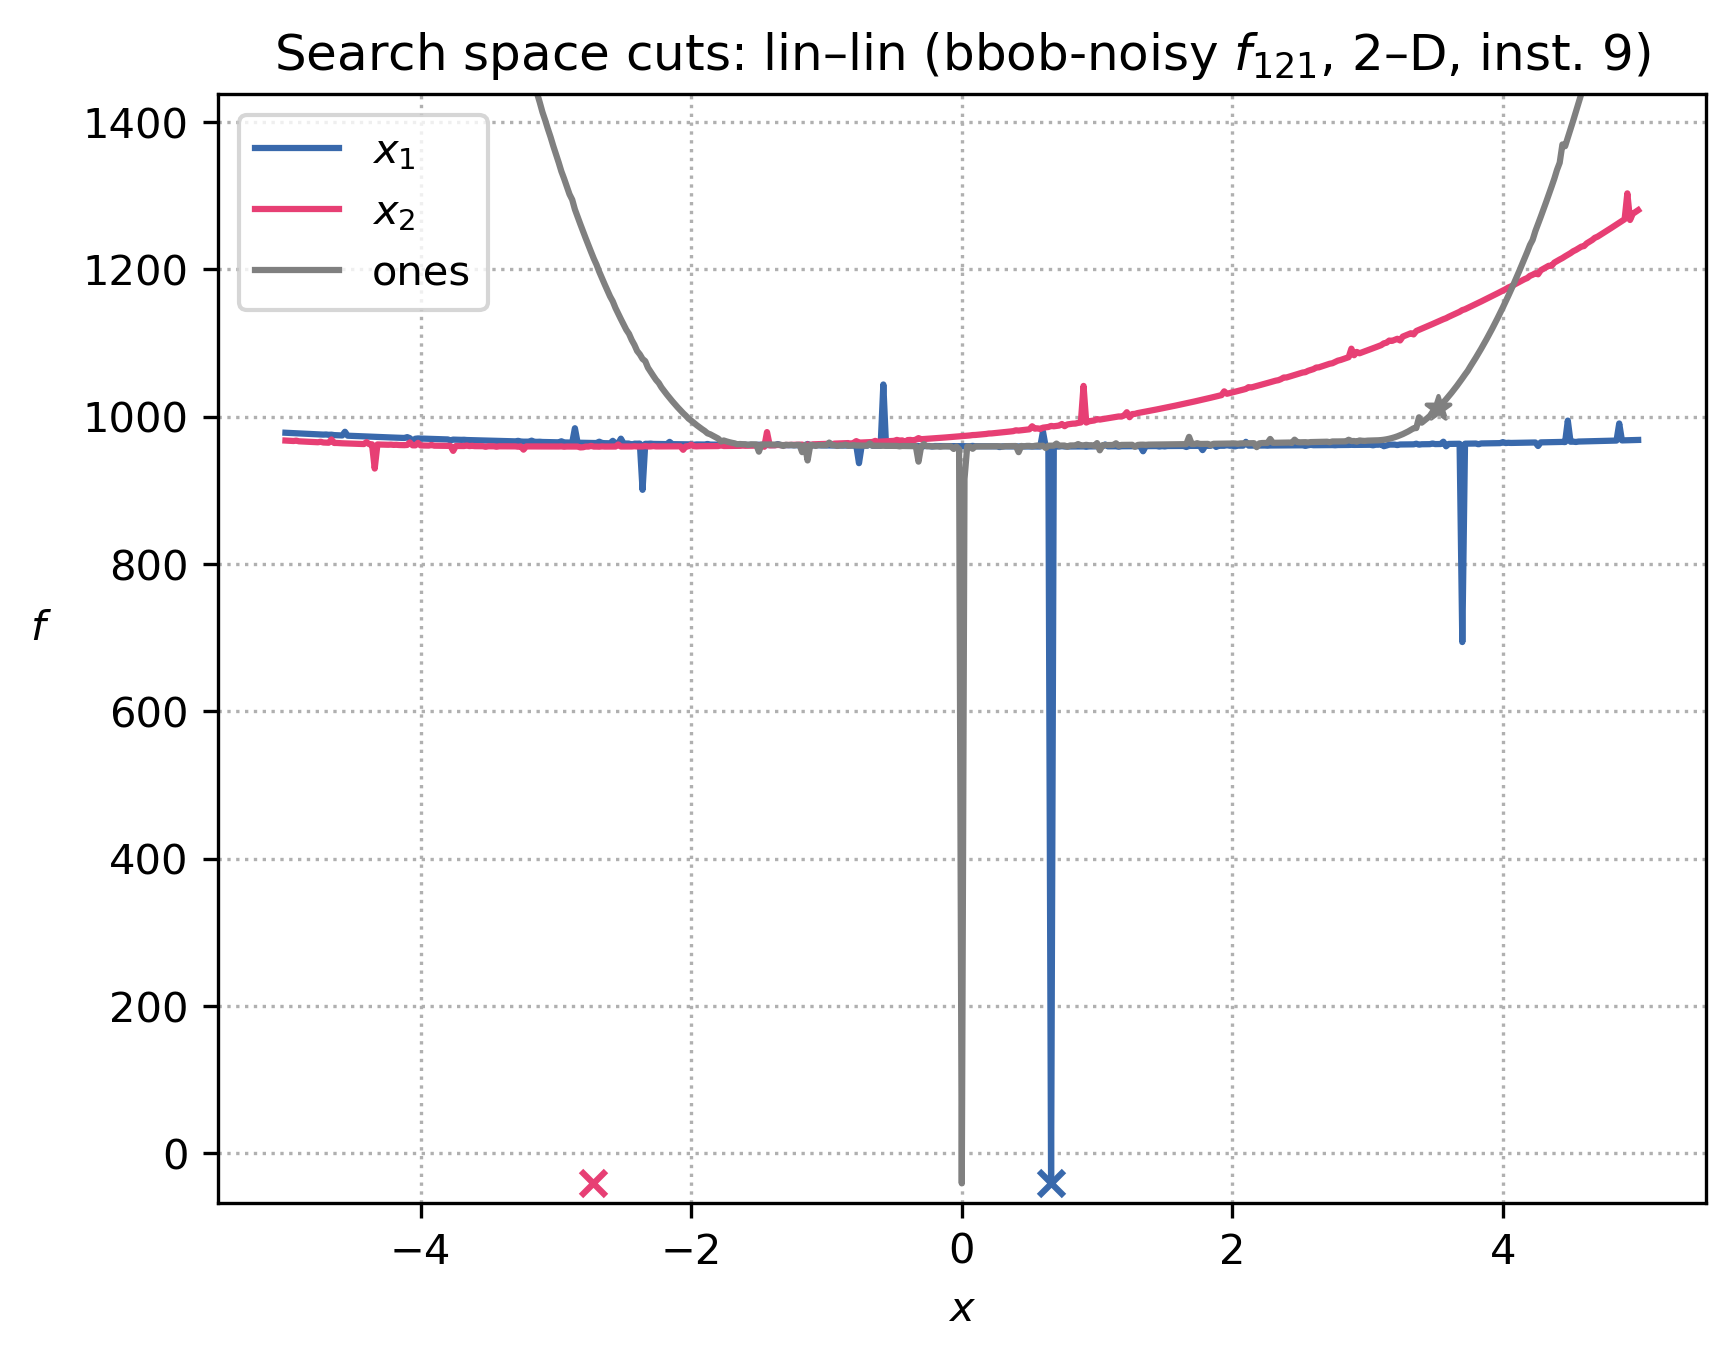 Search space cuts: lin–lin (bbob-noisy f₁₂₁, 2–D, inst. 9)
1400
1200
1000
800
600
400
200
0
f
x₁
x₂
ones
−4
−2
0
2
4
x